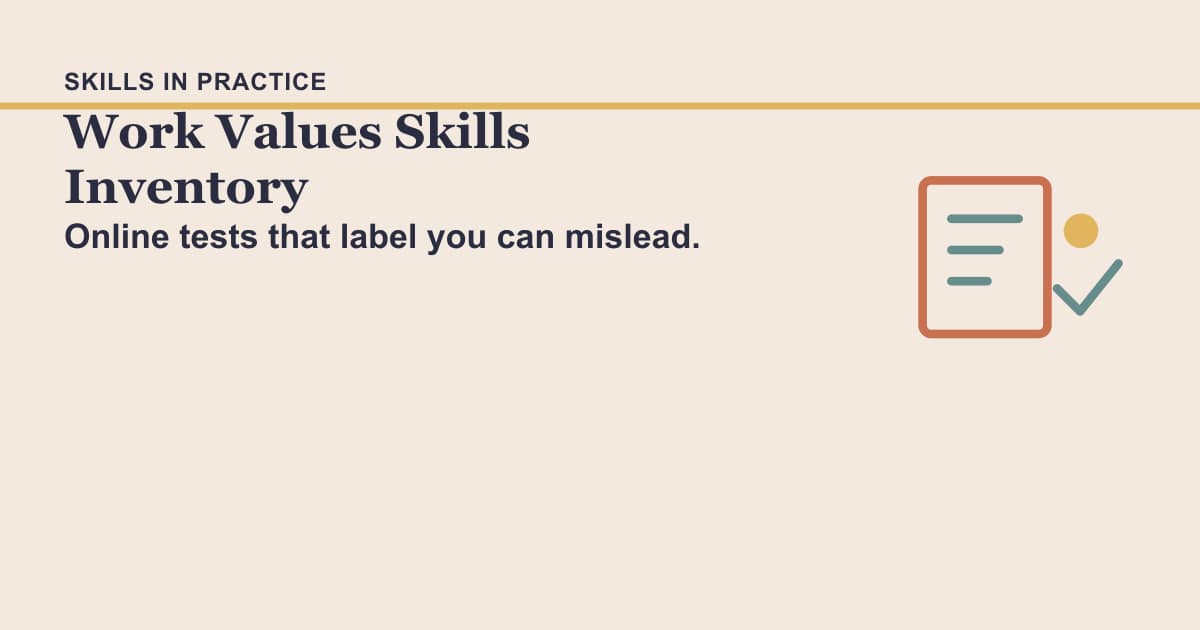 SKILLS IN PRACTICE
Work Values Skills
Inventory
Online tests that label you can mislead.